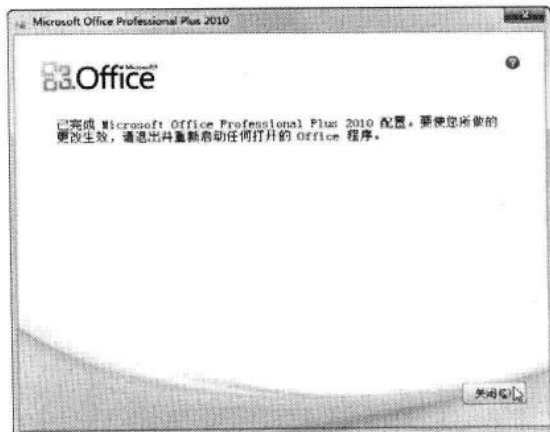 Microsoft Office Professional Plus 2010
Microsoft
Office
已完成 Microsoft Office Professional Plus 2010 配置。要使您所做的
更改生效，请退出并重新启动任何打开的 Office 程序。
关闭(C)